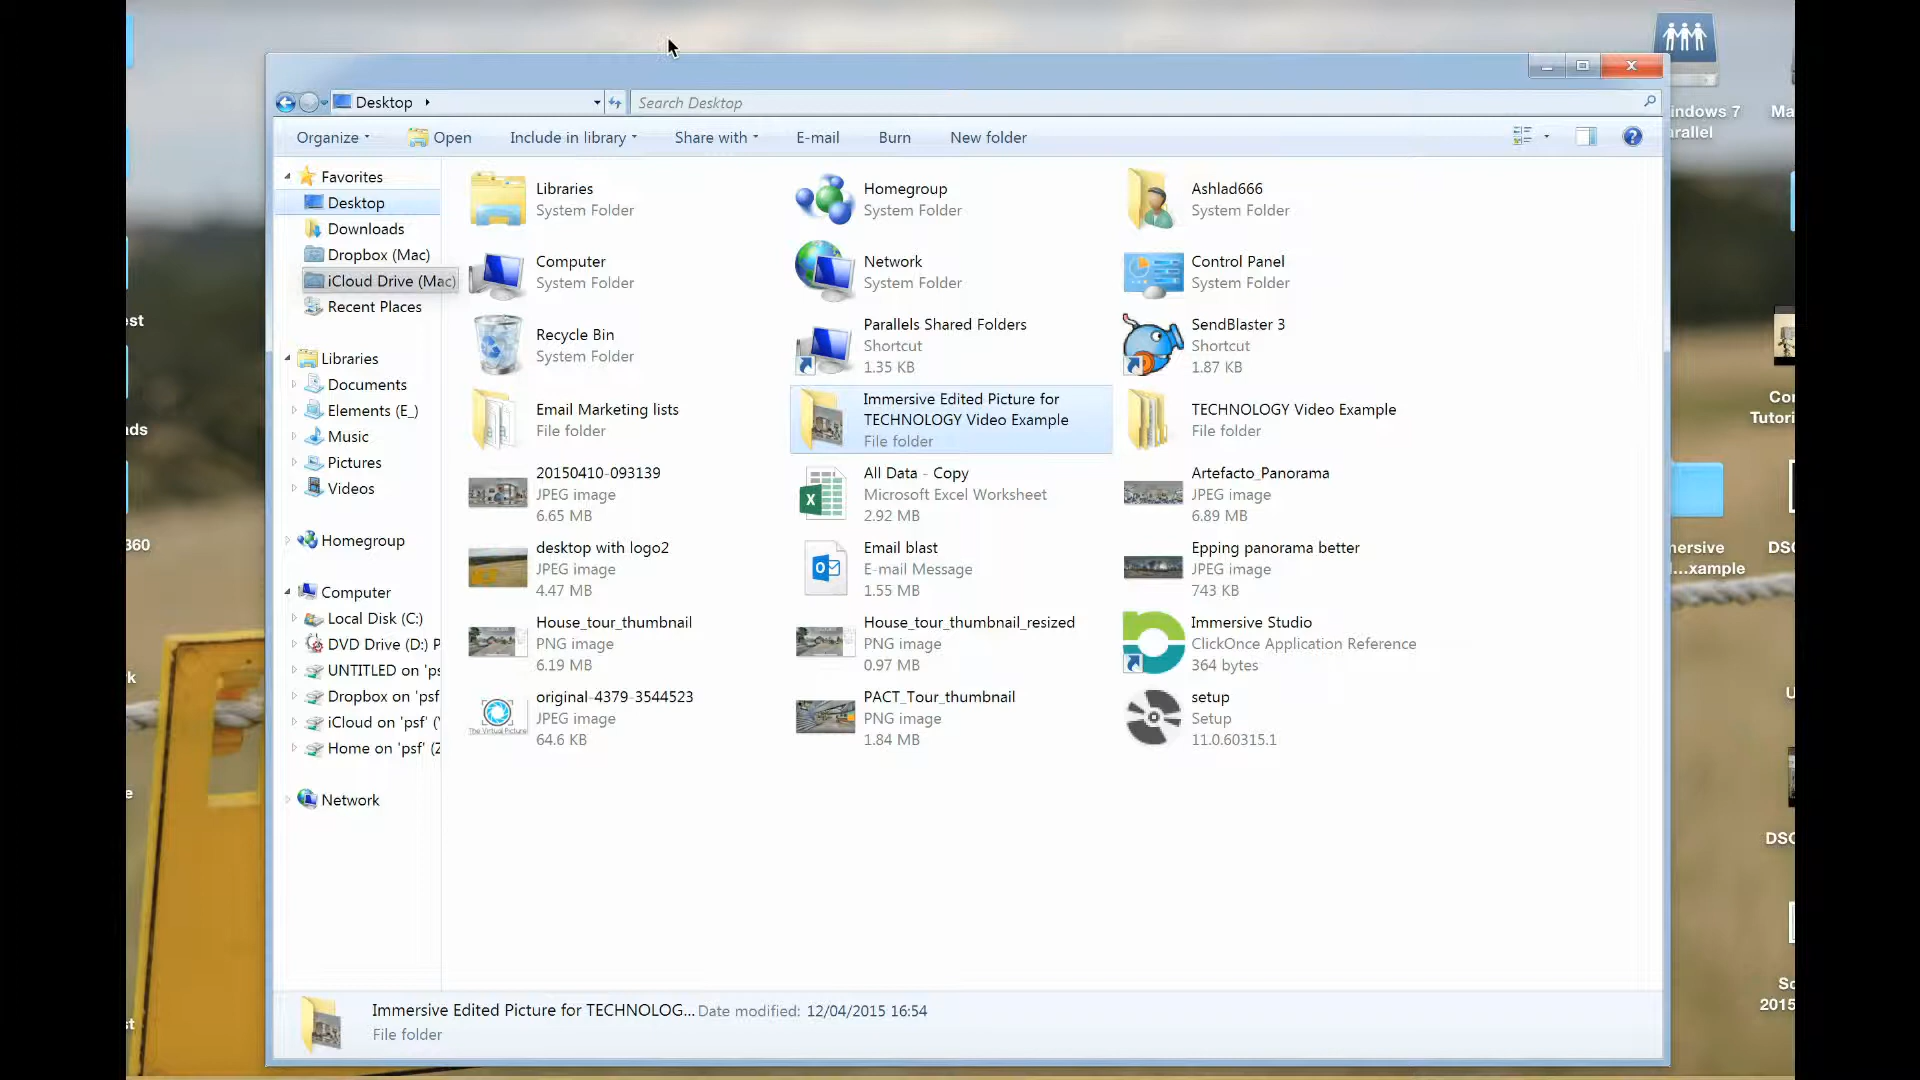 Desktop
Search Desktop
Organize
Open
Include in library
Share with
E-mail
Burn
New folder
Favorites
Desktop
Downloads
Dropbox (Mac)
iCloud Drive (Mac)
Recent Places
Libraries
Documents
Elements (E_)
Music
Pictures
Videos
Homegroup
Computer
Local Disk (C:)
DVD Drive (D:) P
UNTITLED on 'ps
Dropbox on 'psf
iCloud on 'psf' (Y
Home on 'psf' (Z
Network
Libraries
System Folder
Homegroup
System Folder
Ashlad666
System Folder
Computer
System Folder
Network
System Folder
Control Panel
System Folder
Recycle Bin
System Folder
Parallels Shared Folders
Shortcut
1.35 KB
SendBlaster 3
Shortcut
1.87 KB
Email Marketing lists
File folder
Immersive Edited Picture for
TECHNOLOGY Video Example
File folder
TECHNOLOGY Video Example
File folder
20150410-093139
JPEG image
6.65 MB
All Data - Copy
Microsoft Excel Worksheet
2.92 MB
Artefacto_Panorama
JPEG image
6.89 MB
desktop with logo2
JPEG image
4.47 MB
Email blast
E-mail Message
1.55 MB
Epping panorama better
JPEG image
743 KB
House_tour_thumbnail
PNG image
6.19 MB
House_tour_thumbnail_resized
PNG image
0.97 MB
Immersive Studio
ClickOnce Application Reference
364 bytes
The Virtual Picture
original-4379-3544523
JPEG image
64.6 KB
PACT_Tour_thumbnail
PNG image
1.84 MB
setup
Setup
11.0.60315.1
Immersive Edited Picture for TECHNOLOG... Date modified: 12/04/2015 16:54
File folder
indows 7
rallel
Ma
est
ads
360
rk
e
st
Con
Tutori
mersive
...xample
DSC
U
DSC
Sc
2015